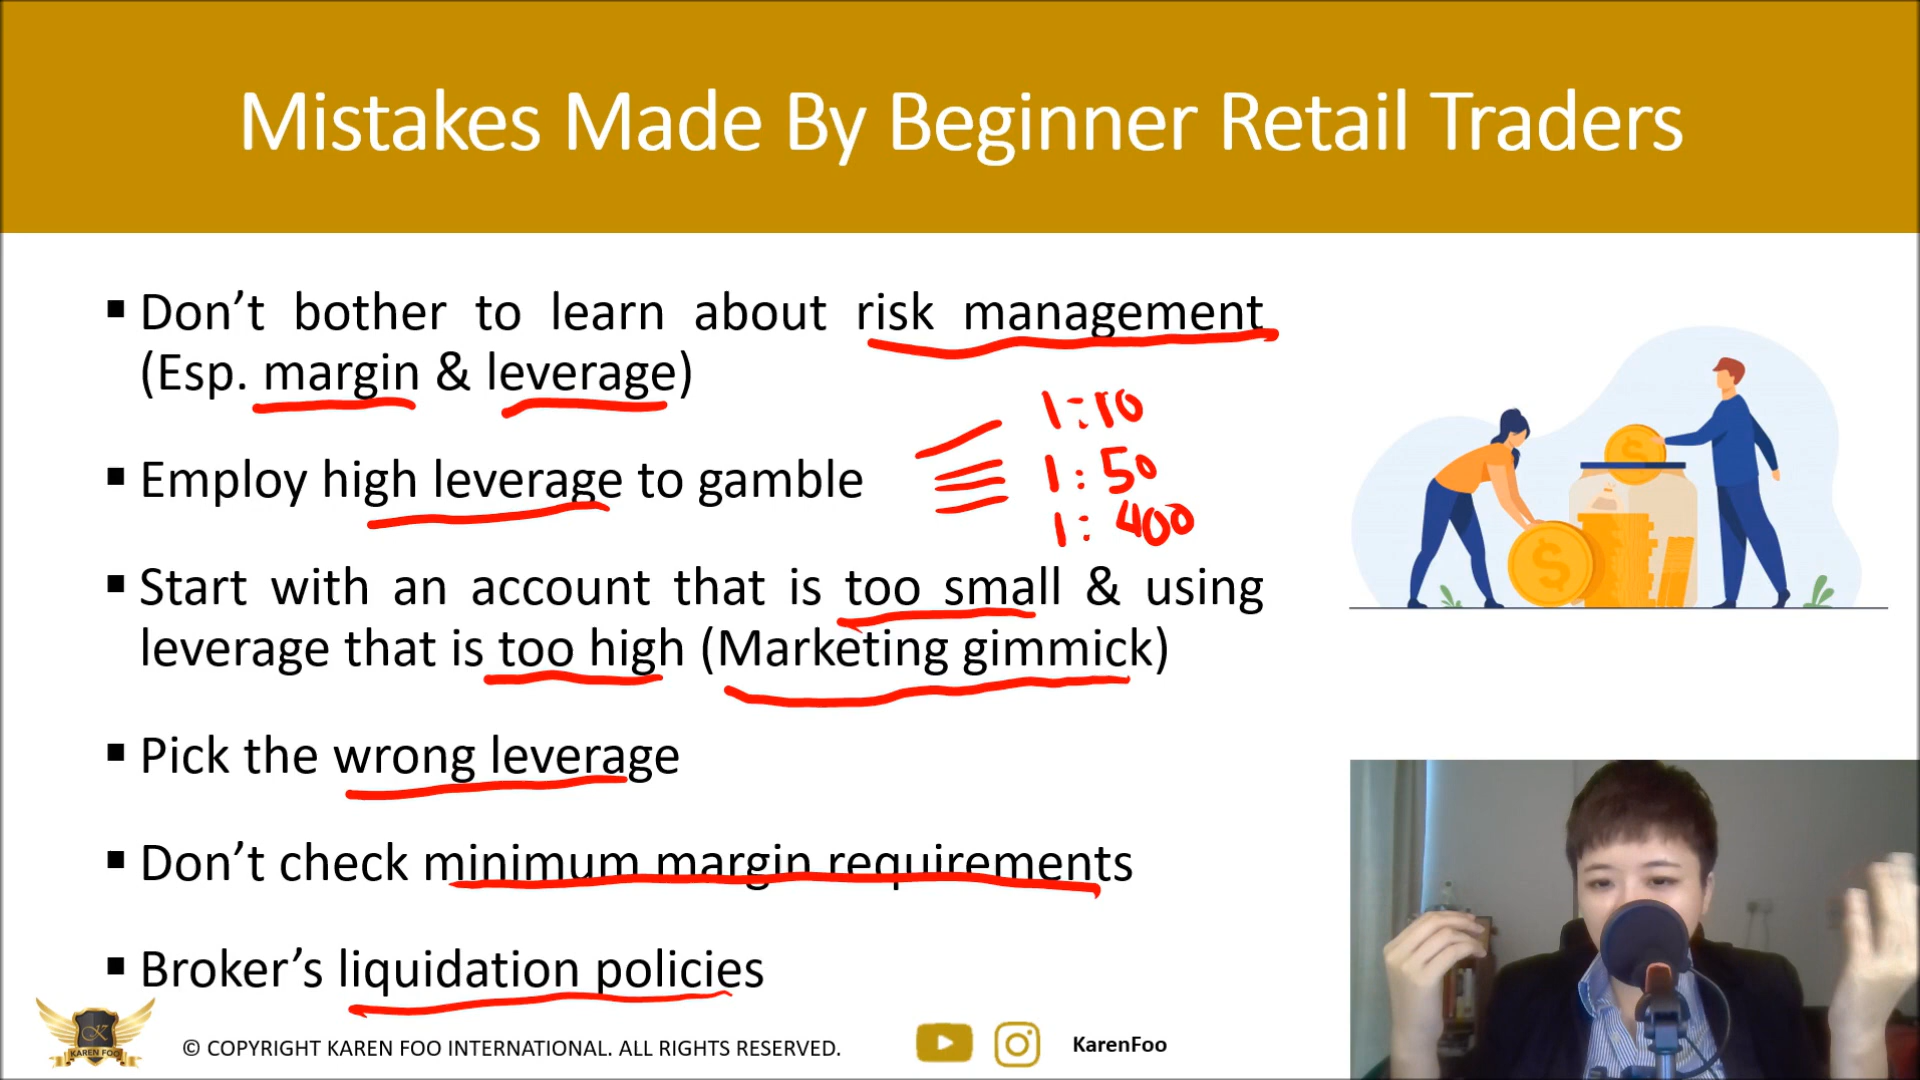 Mistakes Made By Beginner Retail Traders
▪ Don’t bother to learn about risk management
(Esp. margin & leverage)
1:10
▪ Employ high leverage to gamble
1:50
1:400
▪ Start with an account that is too small & using
leverage that is too high (Marketing gimmick)
▪ Pick the wrong leverage
▪ Don’t check minimum margin requirements
▪ Broker’s liquidation policies
K
KAREN FOO
© COPYRIGHT KAREN FOO INTERNATIONAL. ALL RIGHTS RESERVED.
KarenFoo